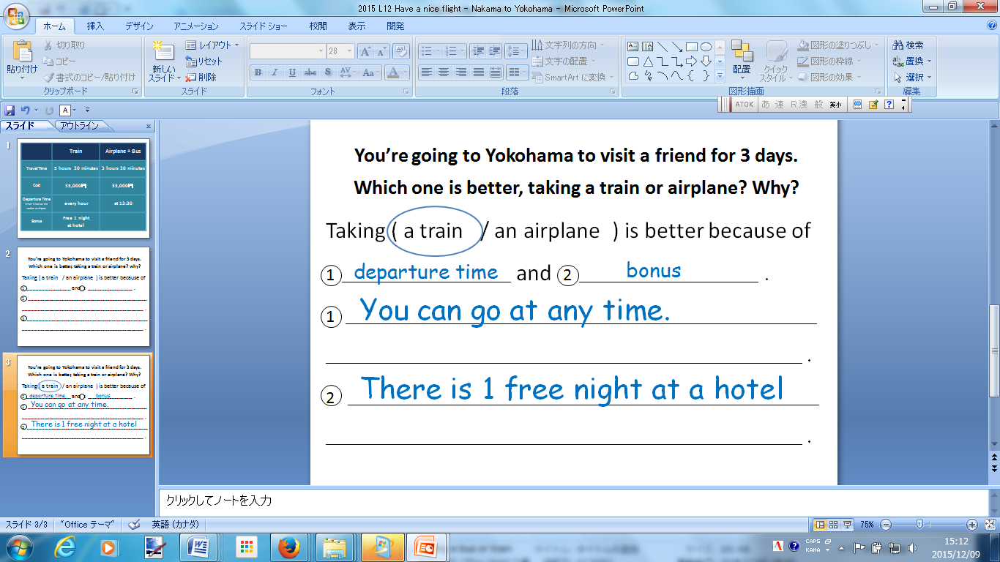 2015 L12 Have a nice flight - Nakama to Yokohama - Microsoft PowerPoint
ホーム 挿入 デザイン アニメーション スライド ショー 校閲 表示 開発
貼り付け
切り取り
コピー
書式のコピー/貼り付け
クリップボード
新しい
スライド
レイアウト
リセット
削除
スライド
28
B I U abc S AV Aa A
フォント
文字列の方向
文字の配置
SmartArt に変換
段落
配置
クイック
スタイル
図形の塗りつぶし
図形の枠線
図形の効果
図形描画
検索
置換
選択
編集
ATOK あ 連 R漢 般 英小
スライド アウトライン
1
Train Airplane + Bus
Travel Time 5 hours 30 minutes 3 hours 30 minutes
Cost 35,000円 33,000円
Departure Time every hour at 13:30
Bonus Free 1 night
at hotel
2
You're going to Yokohama to visit a friend for 3 days.
Which one is better, taking a train or airplane? why?
Taking ( a train / an airplane ) is better because of
① and ② .
①
.
②
.
3
You're going to Yokohama to visit a friend for 3 days.
Which one is better, taking a train or airplane? Why?
Taking ( a train / an airplane ) is better because of
① departure time and ② bonus .
① You can go at any time.
.
② There is 1 free night at a hotel
.
You're going to Yokohama to visit a friend for 3 days.
Which one is better, taking a train or airplane? Why?
Taking ( a train / an airplane ) is better because of
① departure time and ② bonus .
① You can go at any time.
.
② There is 1 free night at a hotel
.
クリックしてノートを入力
スライド 3/3 "Office テーマ" 英語 (カナダ) 75%
A CAPS KANA 15:12
2015/12/09